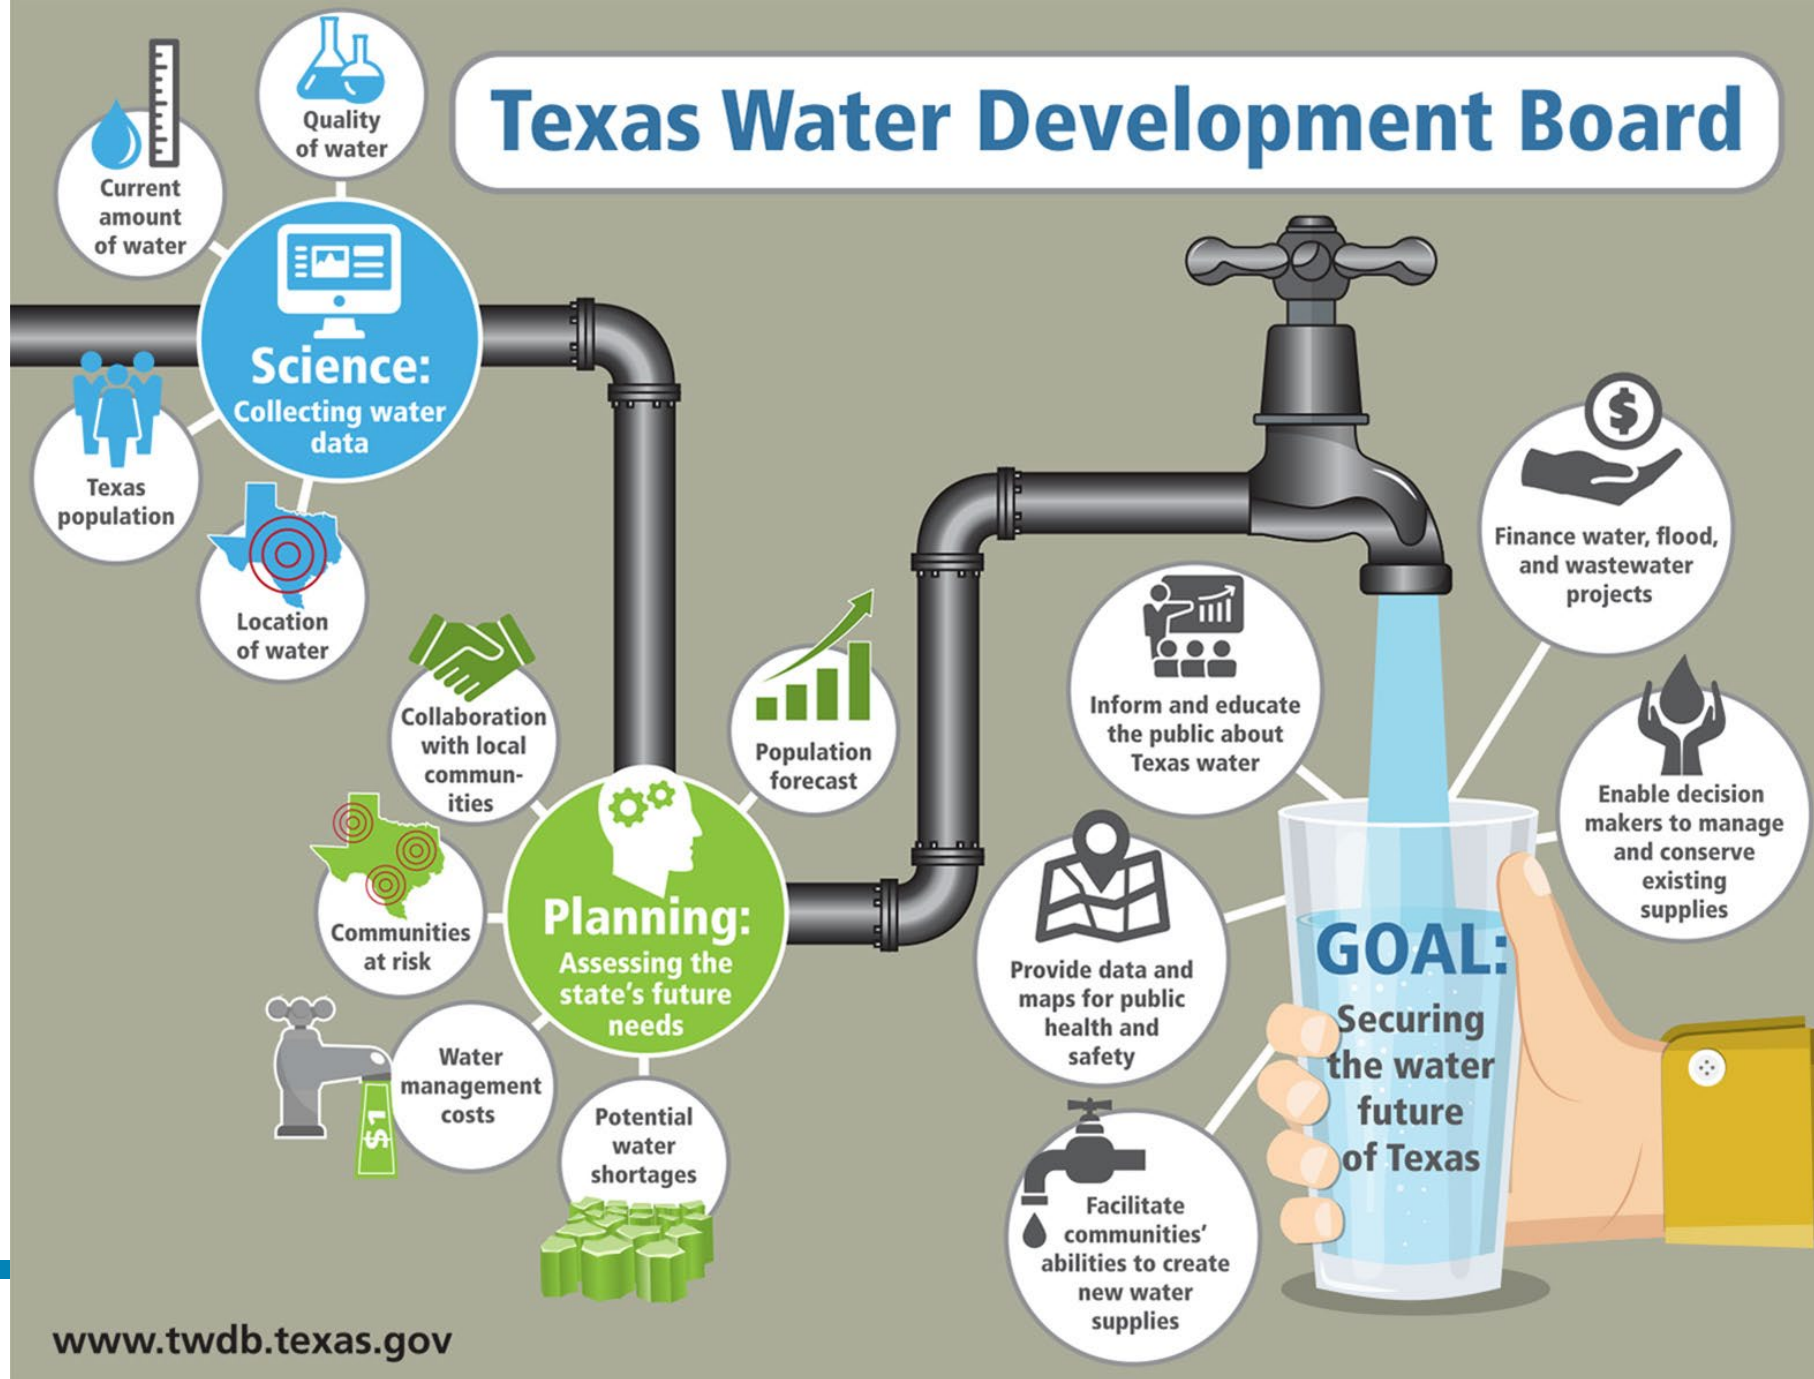 Texas Water Development Board
Quality
of water
Current
amount
of water
Science:
Collecting water
data
Texas
population
Location
of water
Collaboration
with local
commun-
ities
Population
forecast
Communities
at risk
Planning:
Assessing the
state's future
needs
Water
management
costs
$1
Potential
water
shortages
$
Finance water, flood,
and wastewater
projects
Inform and educate
the public about
Texas water
Enable decision
makers to manage
and conserve
existing
supplies
Provide data and
maps for public
health and
safety
GOAL:
Securing
the water
future
of Texas
Facilitate
communities'
abilities to create
new water
supplies
www.twdb.texas.gov